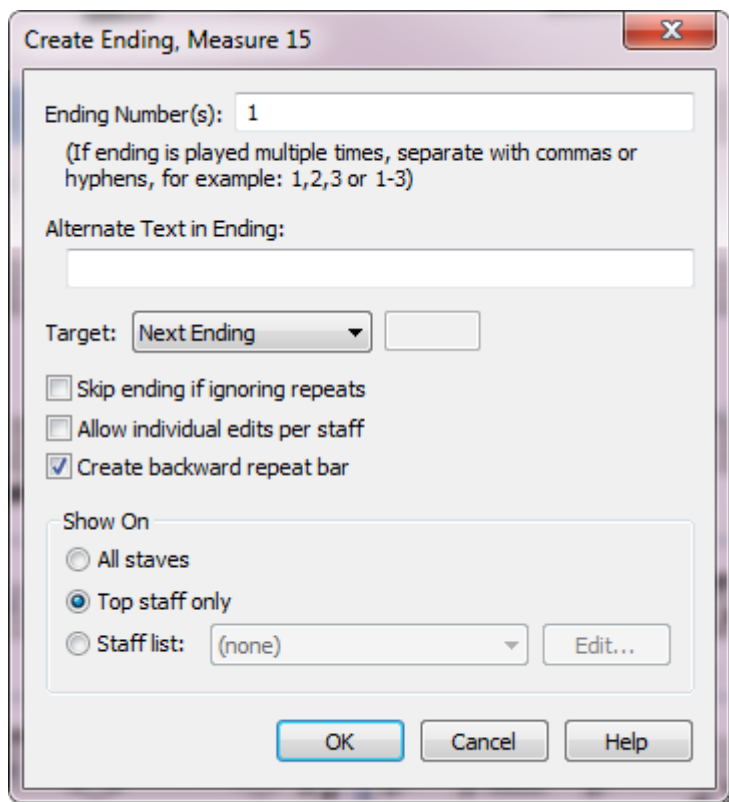 Create Ending, Measure 15
Ending Number(s): 1
(If ending is played multiple times, separate with commas or
hyphens, for example: 1,2,3 or 1-3)
Alternate Text in Ending:
Target: Next Ending
Skip ending if ignoring repeats
Allow individual edits per staff
Create backward repeat bar
Show On
All staves
Top staff only
Staff list: (none) Edit...
OK Cancel Help